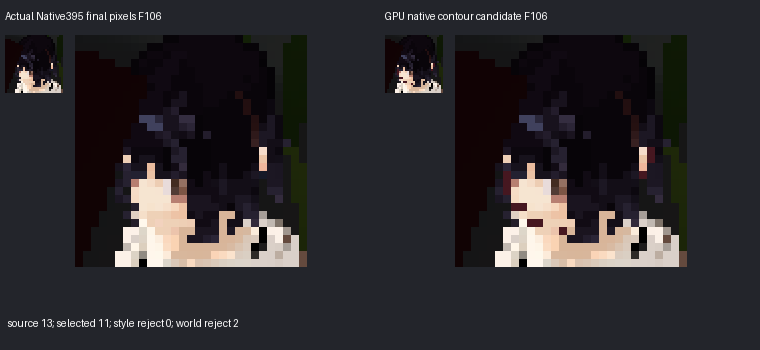 Actual Native395 final pixels F106
GPU native contour candidate F106
source 13; selected 11; style reject 0; world reject 2